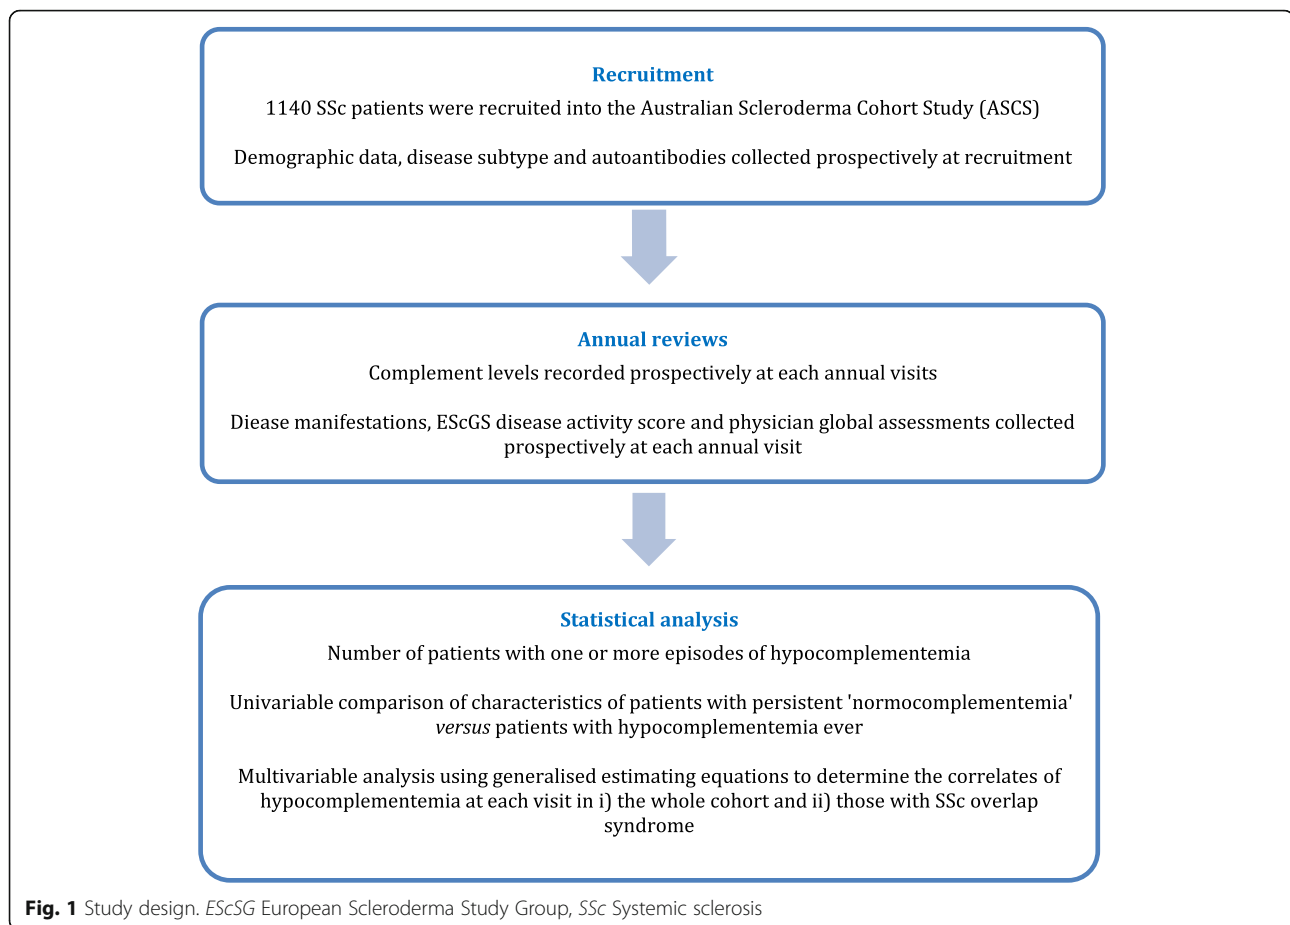 Recruitment
1140 SSc patients were recruited into the Australian Scleroderma Cohort Study (ASCS)
Demographic data, disease subtype and autoantibodies collected prospectively at recruitment
Annual reviews
Complement levels recorded prospectively at each annual visits
Diease manifestations, EScGS disease activity score and physician global assessments collected
prospectively at each annual visit
Statistical analysis
Number of patients with one or more episodes of hypocomplementemia
Univariable comparison of characteristics of patients with persistent 'normocomplementemia'
versus patients with hypocomplementemia ever
Multivariable analysis using generalised estimating equations to determine the correlates of
hypocomplementemia at each visit in i) the whole cohort and ii) those with SSc overlap
syndrome
Fig. 1 Study design. EScSG European Scleroderma Study Group, SSc Systemic sclerosis